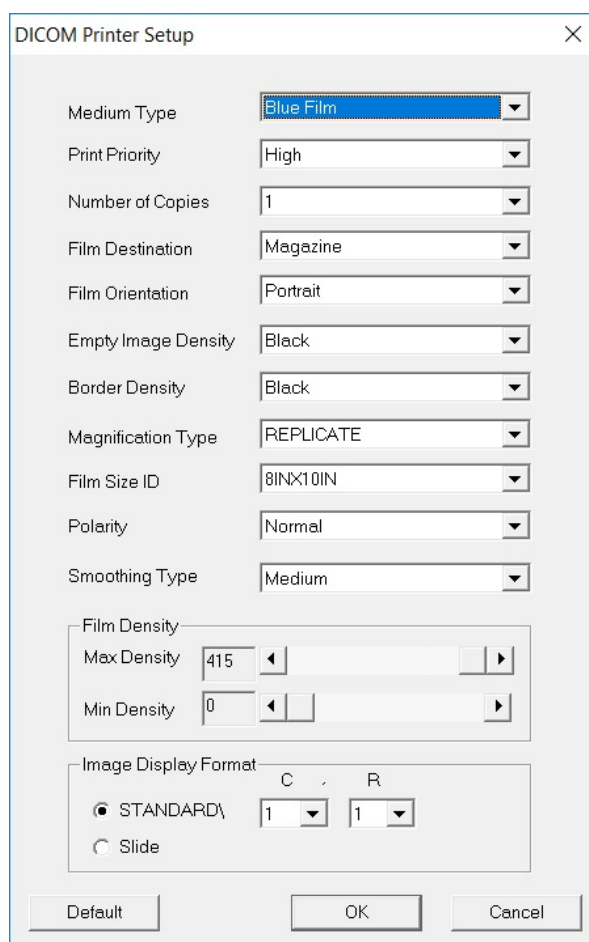 DICOM Printer Setup
Medium Type Blue Film
Print Priority High
Number of Copies 1
Film Destination Magazine
Film Orientation Portrait
Empty Image Density Black
Border Density Black
Magnification Type REPLICATE
Film Size ID 8INX10IN
Polarity Normal
Smoothing Type Medium
Film Density
Max Density 415
Min Density 0
Image Display Format
C , R
STANDARD\ 1 1
Slide
Default OK Cancel